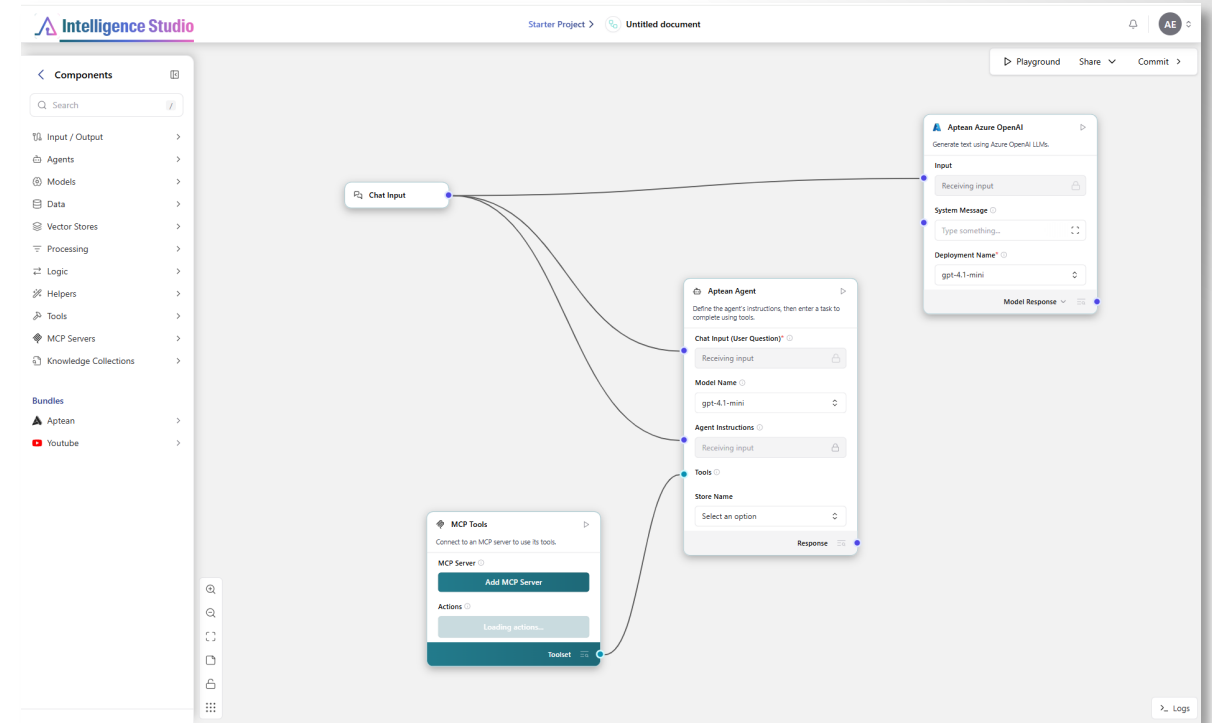 Intelligence Studio
Starter Project > Untitled document
AE
Playground Share Commit
Components
Search /
Input / Output
Agents
Models
Data
Vector Stores
Processing
Logic
Helpers
Tools
MCP Servers
Knowledge Collections
Bundles
Aptean
Youtube
Chat Input
Aptean Azure OpenAI
Generate text using Azure OpenAI LLMs.
Input
Receiving input
System Message
Type something...
Deployment Name*
gpt-4.1-mini
Model Response
Aptean Agent
Define the agent's instructions, then enter a task to
complete using tools.
Chat Input (User Question)*
Receiving input
Model Name
gpt-4.1-mini
Agent Instructions
Receiving input
Tools
Store Name
Select an option
Response
MCP Tools
Connect to an MCP server to use its tools.
MCP Server
Add MCP Server
Actions
Loading actions...
Toolset
>_ Logs